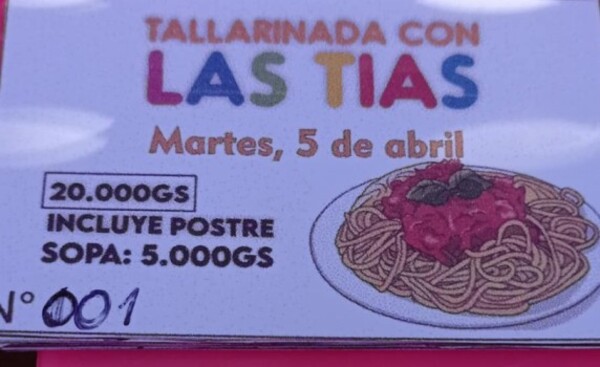 TALLARINADA CON
LAS TIAS
Martes, 5 de abril
20.000GS
INCLUYE POSTRE
SOPA: 5.000GS
N° 001